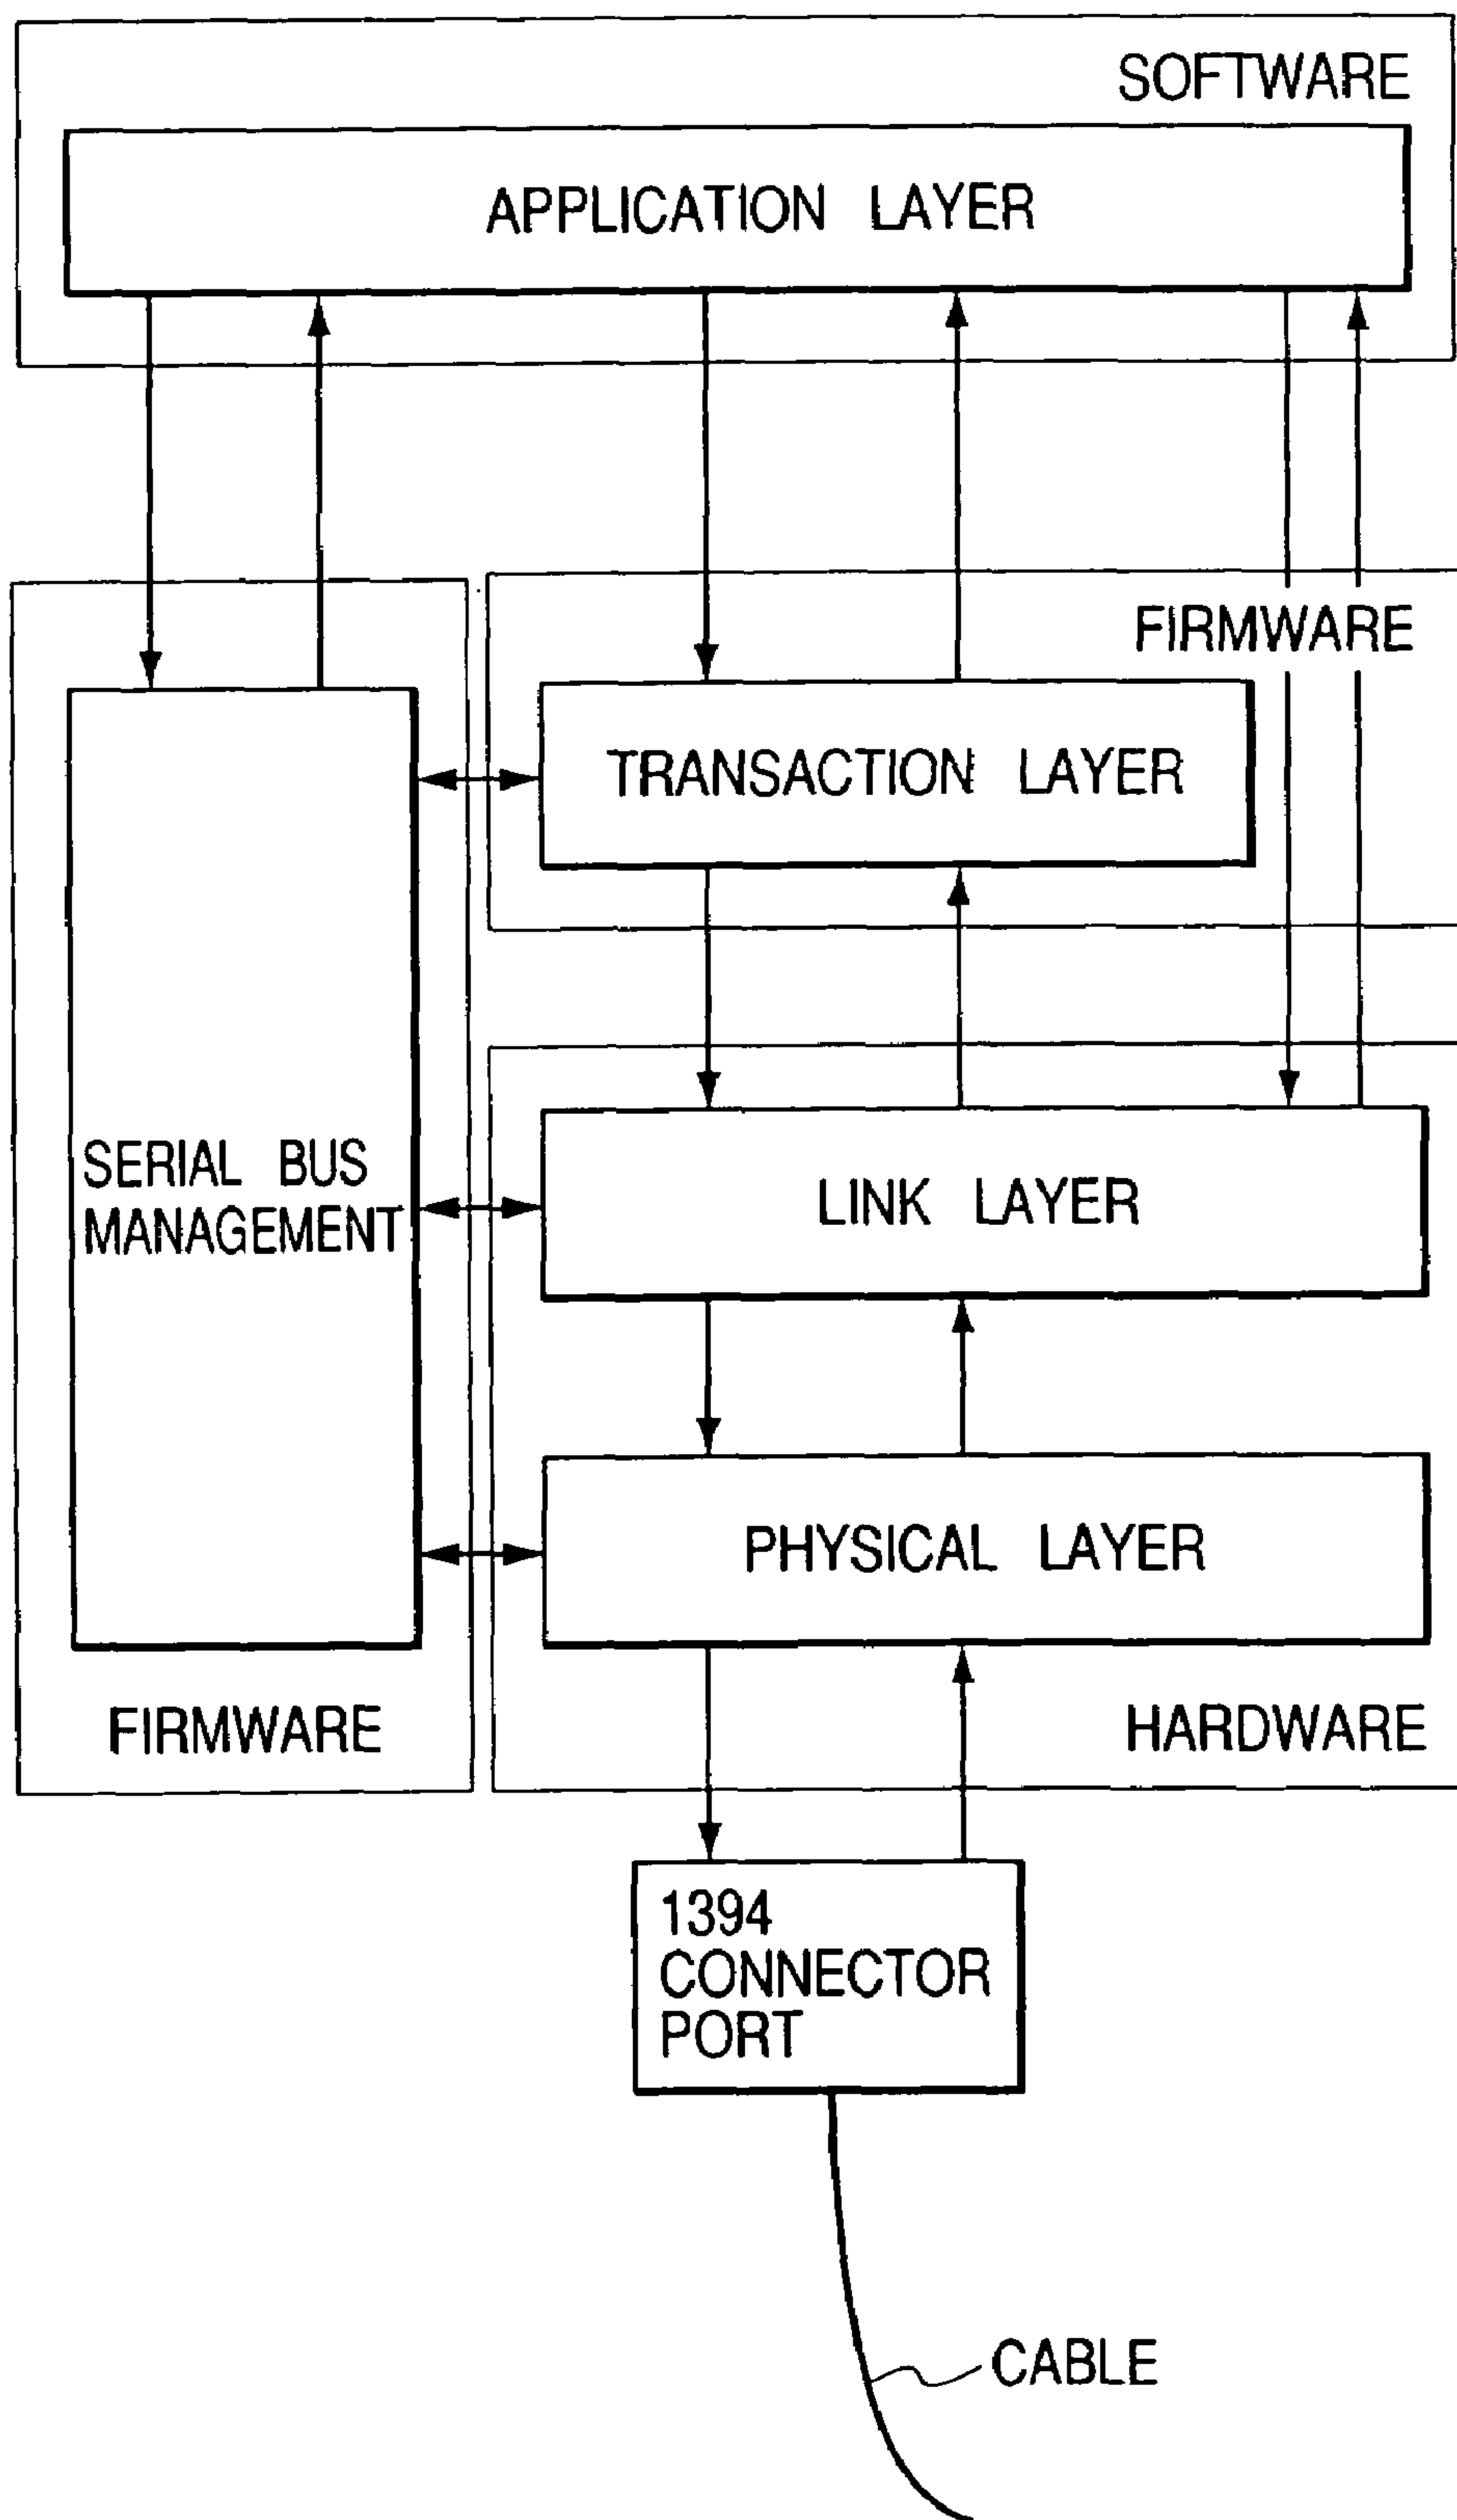 SOFTWARE
APPLICATION LAYER
FIRMWARE
TRANSACTION LAYER
SERIAL BUS
MANAGEMENT
LINK LAYER
PHYSICAL LAYER
FIRMWARE
HARDWARE
1394
CONNECTOR
PORT
CABLE